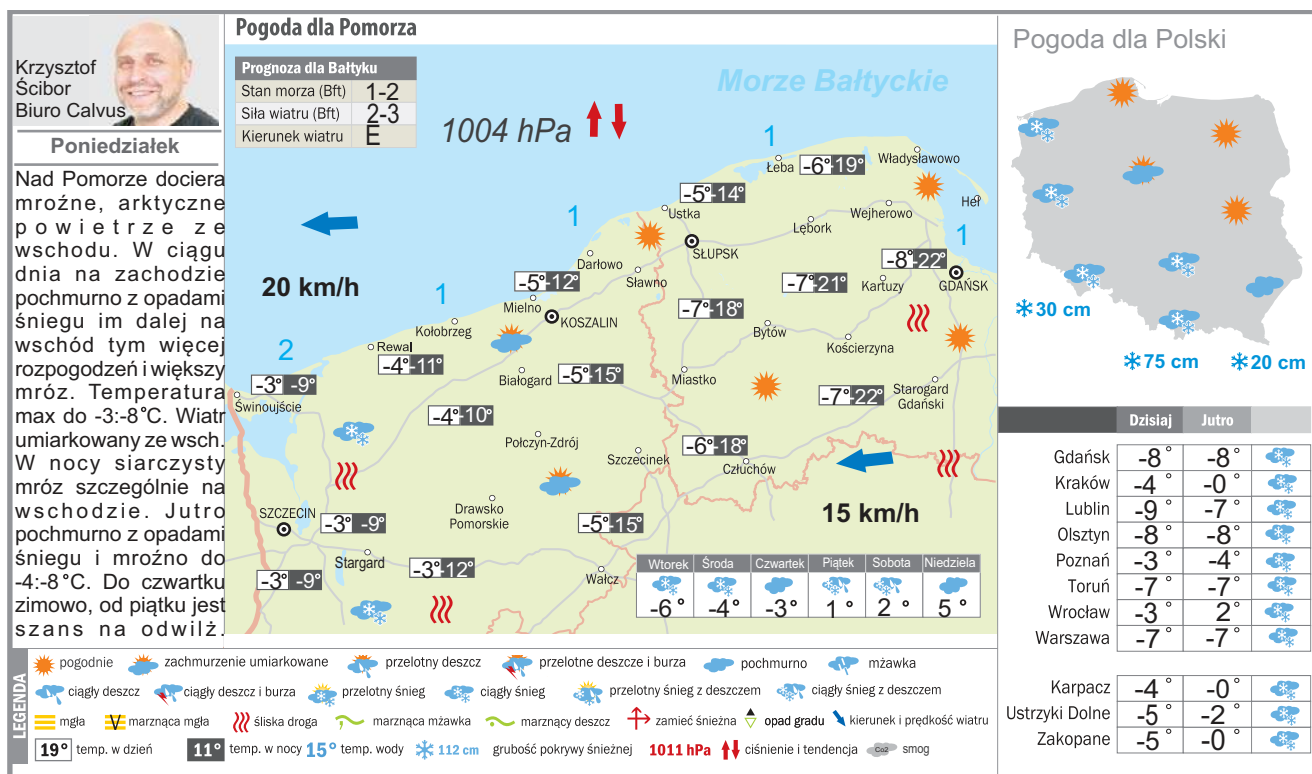 Krzysztof
Ścibor
Biuro Calvus
Poniedziałek
Nad Pomorze dociera
mroźne, arktyczne
powietrze ze
wschodu. W ciągu
dnia na zachodzie
pochmurno z opadami
śniegu im dalej na
wschód tym więcej
rozpogodzeń i większy
mróz. Temperatura
max do -3:-8°C. Wiatr
umiarkowany ze wsch.
W nocy siarczysty
mróz szczególnie na
wschodzie. Jutro
pochmurno z opadami
śniegu i mroźno do
-4:-8°C. Do czwartku
zimowo, od piątku jest
szans na odwilż.
Pogoda dla Pomorza
Prognoza dla Bałtyku
Stan morza (Bft) 1-2
Siła wiatru (Bft) 2-3
Kierunek wiatru E
Morze Bałtyckie
1004 hPa
1
Łeba
-6° -19°
Władysławowo
-5° -14°
Ustka
Hel
Wejherowo
Lębork
1
1
SŁUPSK
-8° -22°
GDAŃSK
Darłowo
Sławno
20 km/h
-5° -12°
-7° -21°
Kartuzy
1
Mielno
KOSZALIN
-7° -18°
Bytów
Kołobrzeg
Kościerzyna
2
Rewal
-4° -11°
Białogard
-5° -15°
Miastko
Starogard
Gdański
-3° -9°
Świnoujście
-7° -22°
-4° -10°
Połczyn-Zdrój
Szczecinek
-6° -18°
Człuchów
Drawsko
Pomorskie
15 km/h
SZCZECIN
-3° -9°
-5° -15°
Stargard
-3° -12°
Wałcz
-3° -9°
Wtorek Środa Czwartek Piątek Sobota Niedziela
-6° -4° -3° 1° 2° 5°
Pogoda dla Polski
30 cm
75 cm
20 cm
Dzisiaj Jutro
Gdańsk -8° -8°
Kraków -4° -0°
Lublin -9° -7°
Olsztyn -8° -8°
Poznań -3° -4°
Toruń -7° -7°
Wrocław -3° 2°
Warszawa -7° -7°
Karpacz -4° -0°
Ustrzyki Dolne -5° -2°
Zakopane -5° -0°
LEGENDA
pogodnie zachmurzenie umiarkowane przelotny deszcz przelotne deszcze i burza pochmurno mżawka
ciągły deszcz ciągły deszcz i burza przelotny śnieg ciągły śnieg przelotny śnieg z deszczem ciągły śnieg z deszczem
mgła marznąca mgła śliska droga marznąca mżawka marznący deszcz zamieć śnieżna opad gradu kierunek i prędkość wiatru
19° temp. w dzień 11° temp. w nocy 15° temp. wody 112 cm grubość pokrywy śnieżnej 1011 hPa ciśnienie i tendencja Co2 smog